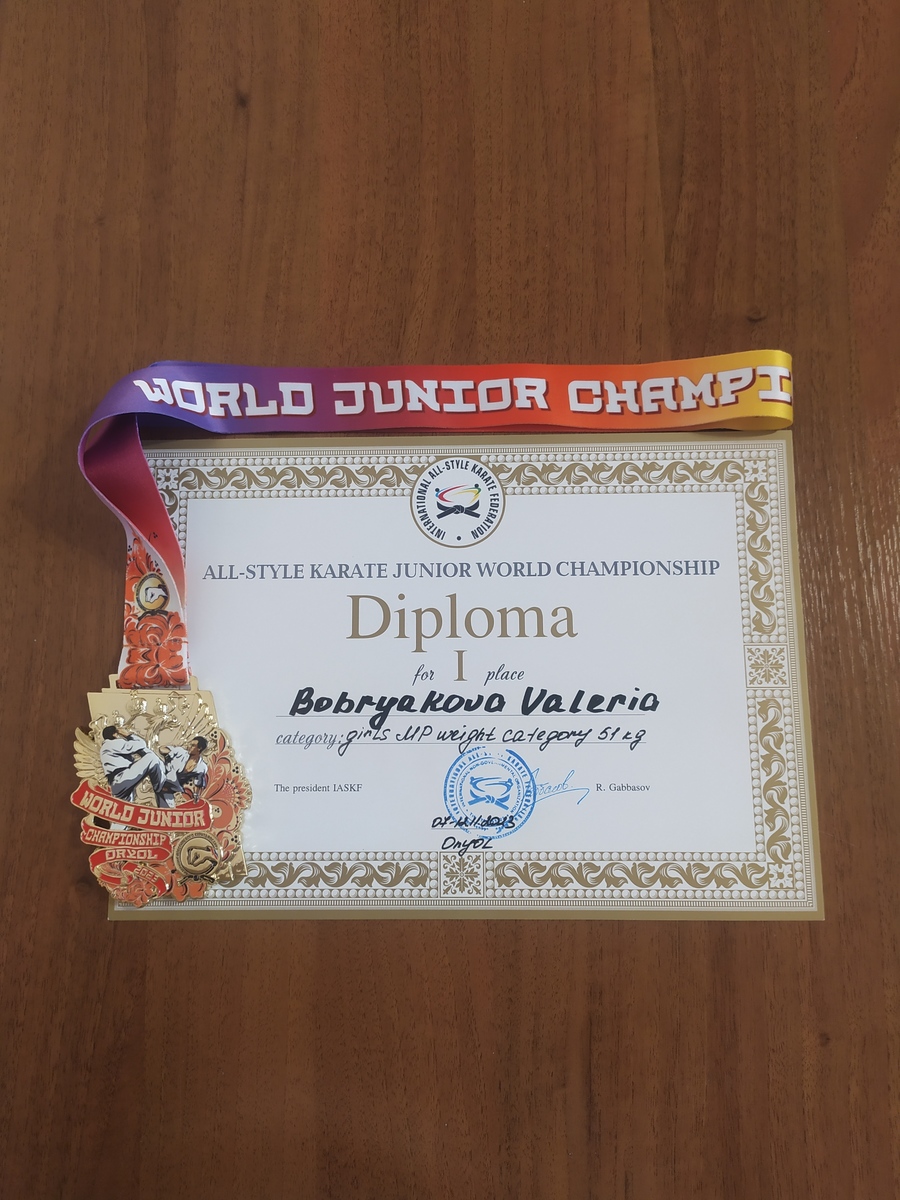 WORLD JUNIOR CHAMPI
INTERNATIONAL ALL-STYLE KARATE FEDERATION
ALL-STYLE KARATE JUNIOR WORLD CHAMPIONSHIP
Diploma
for I place
Bobryakova Valeria
category: girls MP weight category 51 kg
The president IASKF
R. Gabbasov
OryOL
WORLD JUNIOR
CHAMPIONSHIP
ORYOL